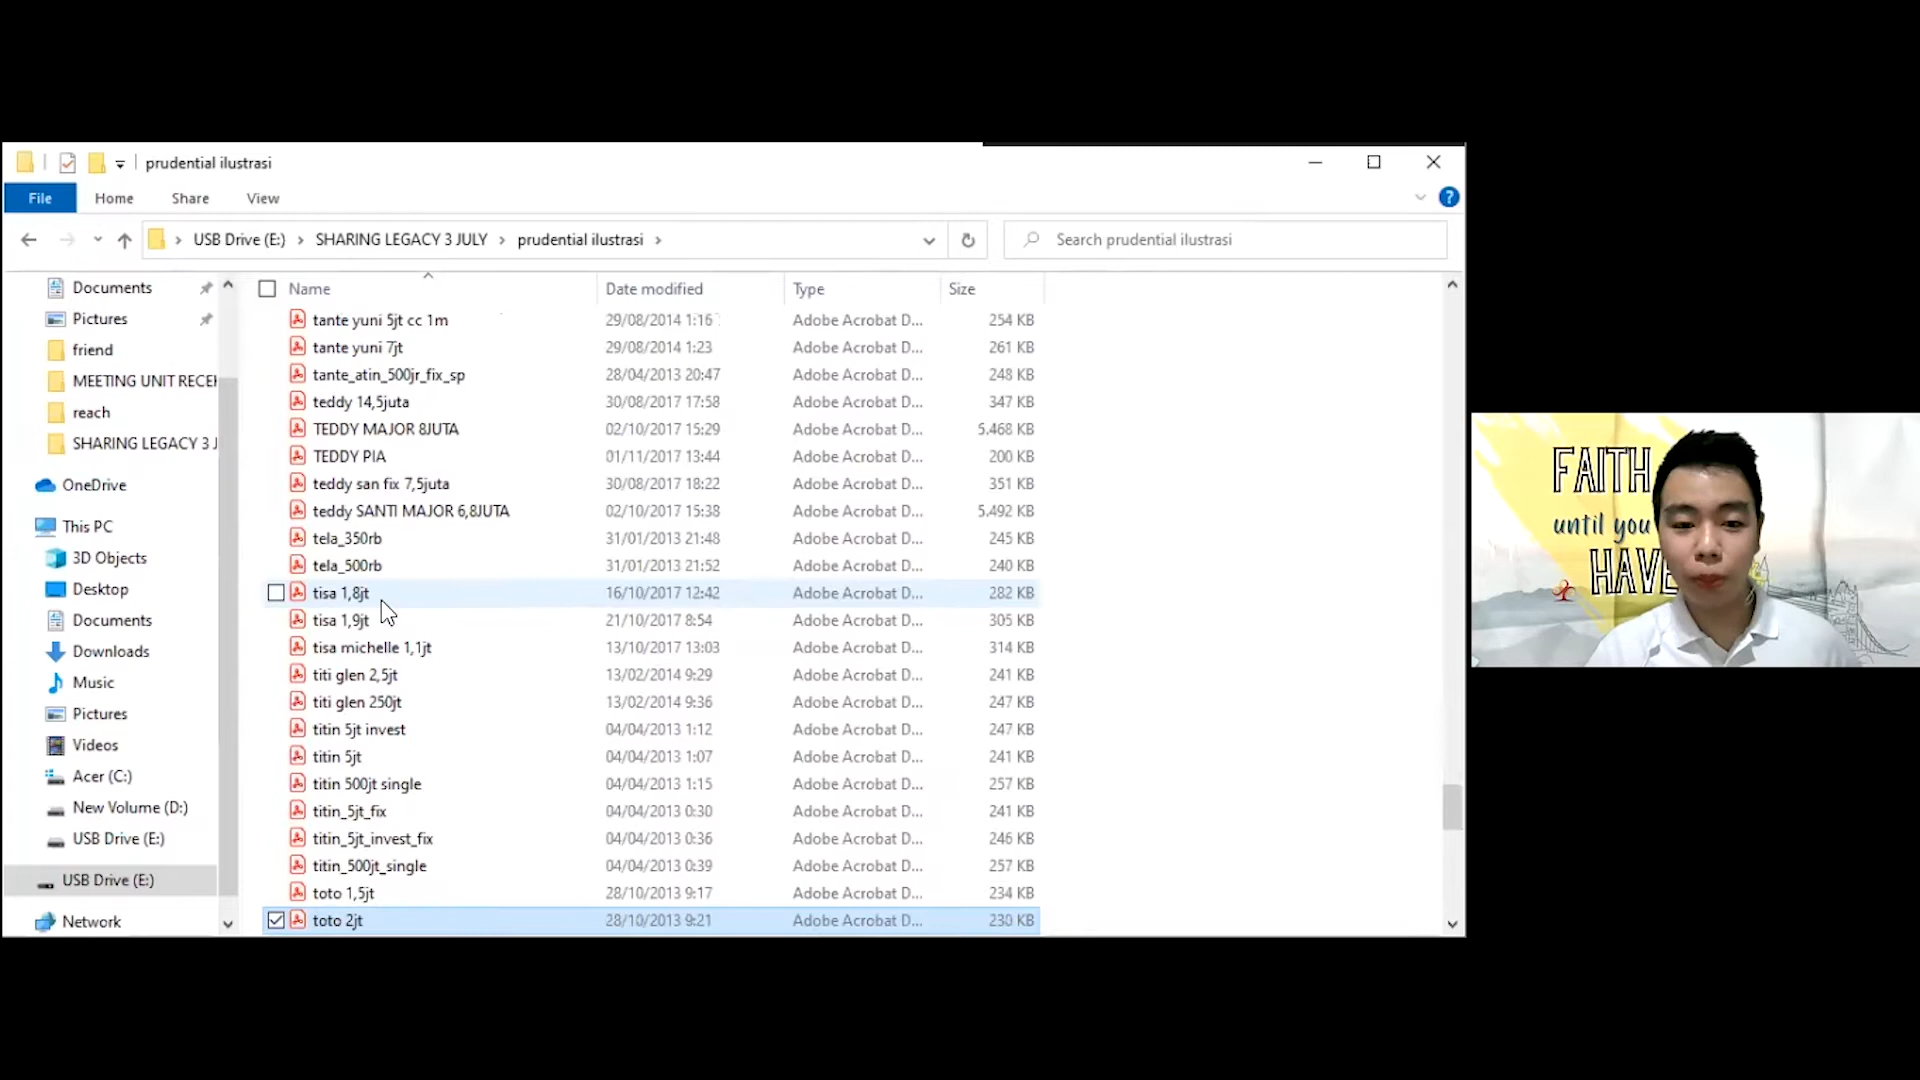 prudential ilustrasi
File Home Share View
USB Drive (E:) SHARING LEGACY 3 JULY prudential ilustrasi
Search prudential ilustrasi
Documents
Pictures
friend
MEETING UNIT RECE
reach
SHARING LEGACY 3 J
OneDrive
This PC
3D Objects
Desktop
Documents
Downloads
Music
Pictures
Videos
Acer (C:)
New Volume (D:)
USB Drive (E:)
USB Drive (E:)
Network
Name Date modified Type Size
tante yuni 5jt cc 1m 29/08/2014 1:16 Adobe Acrobat D... 254 KB
tante yuni 7jt 29/08/2014 1:23 Adobe Acrobat D... 261 KB
tante_atin_500jr_fix_sp 28/04/2013 20:47 Adobe Acrobat D... 248 KB
teddy 14,5juta 30/08/2017 17:58 Adobe Acrobat D... 347 KB
TEDDY MAJOR 8JUTA 02/10/2017 15:29 Adobe Acrobat D... 5.468 KB
TEDDY PIA 01/11/2017 13:44 Adobe Acrobat D... 200 KB
teddy san fix 7,5juta 30/08/2017 18:22 Adobe Acrobat D... 351 KB
teddy SANTI MAJOR 6,8JUTA 02/10/2017 15:38 Adobe Acrobat D... 5.492 KB
tela_350rb 31/01/2013 21:48 Adobe Acrobat D... 245 KB
tela_500rb 31/01/2013 21:52 Adobe Acrobat D... 240 KB
tisa 1,8jt 16/10/2017 12:42 Adobe Acrobat D... 282 KB
tisa 1,9jt 21/10/2017 8:54 Adobe Acrobat D... 305 KB
tisa michelle 1,1jt 13/10/2017 13:03 Adobe Acrobat D... 314 KB
titi glen 2,5jt 13/02/2014 9:29 Adobe Acrobat D... 241 KB
titi glen 250jt 13/02/2014 9:36 Adobe Acrobat D... 247 KB
titin 5jt invest 04/04/2013 1:12 Adobe Acrobat D... 247 KB
titin 5jt 04/04/2013 1:07 Adobe Acrobat D... 241 KB
titin 500jt single 04/04/2013 1:15 Adobe Acrobat D... 257 KB
titin_5jt_fix 04/04/2013 0:30 Adobe Acrobat D... 241 KB
titin_5jt_invest_fix 04/04/2013 0:36 Adobe Acrobat D... 246 KB
titin_500jt_single 04/04/2013 0:39 Adobe Acrobat D... 257 KB
toto 1,5jt 28/10/2013 9:17 Adobe Acrobat D... 234 KB
toto 2jt 28/10/2013 9:21 Adobe Acrobat D... 230 KB
FAITH
until you
HAVE